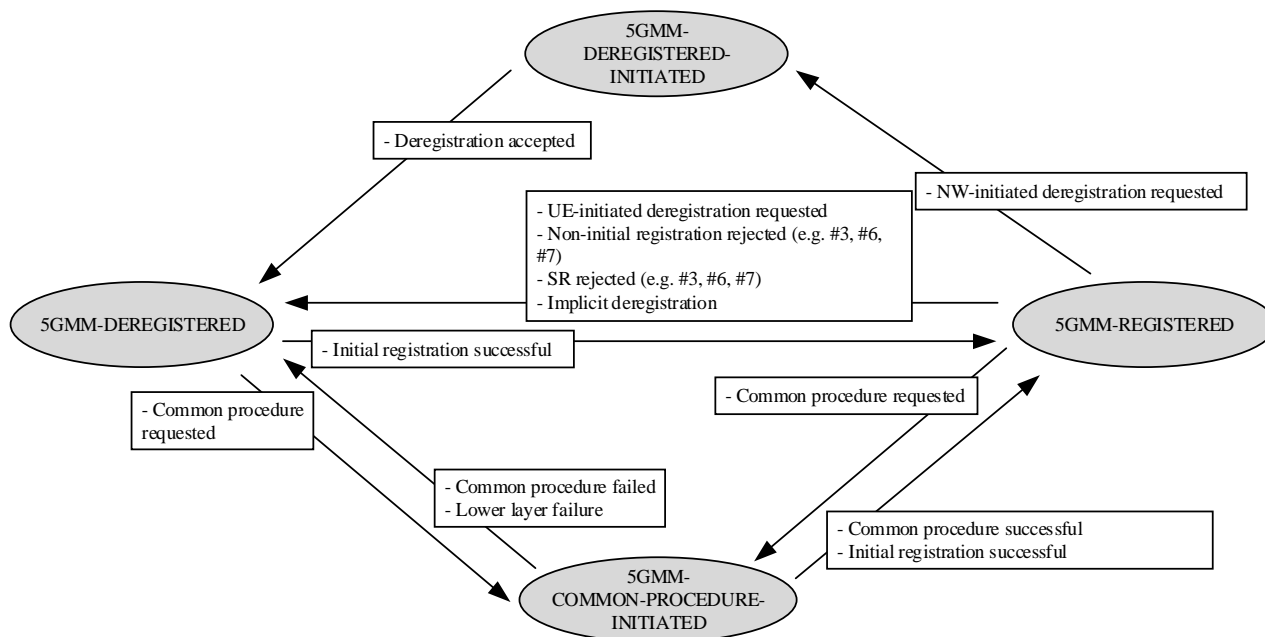 5GMM-
DEREGISTERED-
INITIATED
- Deregistration accepted
- NW-initiated deregistration requested
- UE-initiated deregistration requested
- Non-initial registration rejected (e.g. #3, #6,
#7)
- SR rejected (e.g. #3, #6, #7)
- Implicit deregistration
5GMM-DEREGISTERED
5GMM-REGISTERED
- Initial registration successful
- Common procedure
requested
- Common procedure requested
- Common procedure failed
- Lower layer failure
- Common procedure successful
- Initial registration successful
5GMM-
COMMON-PROCEDURE-
INITIATED